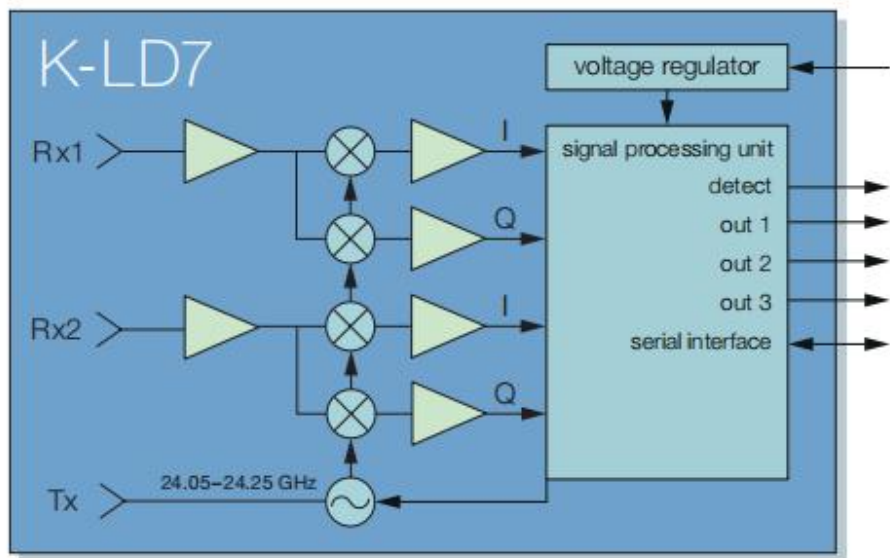 K-LD7
voltage regulator
Rx1
I
signal processing unit
detect
Q
out 1
out 2
Rx2
I
out 3
serial interface
Q
24.05–24.25 GHz
Tx